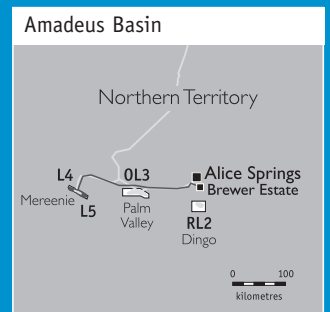 Amadeus Basin
Northern Territory
L4
OL3
Alice Springs
Brewer Estate
Mereenie
L5
Palm
Valley
RL2
Dingo
0 100
kilometres